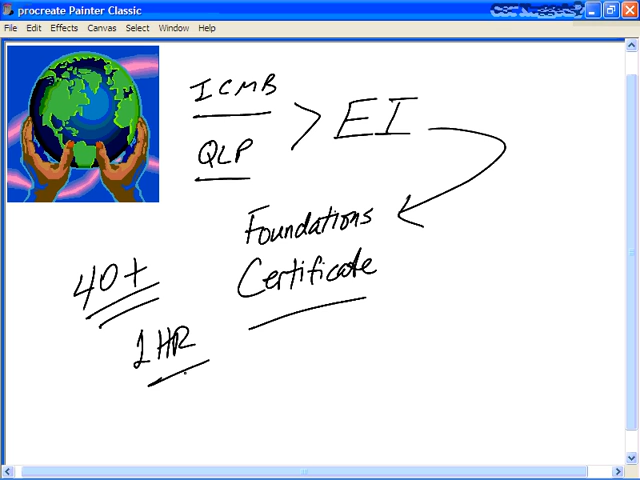 procreate Painter Classic
File Edit Effects Canvas Select Window Help
ICMB
QLP
> EI
Foundations
Certificate
40+
1 HR